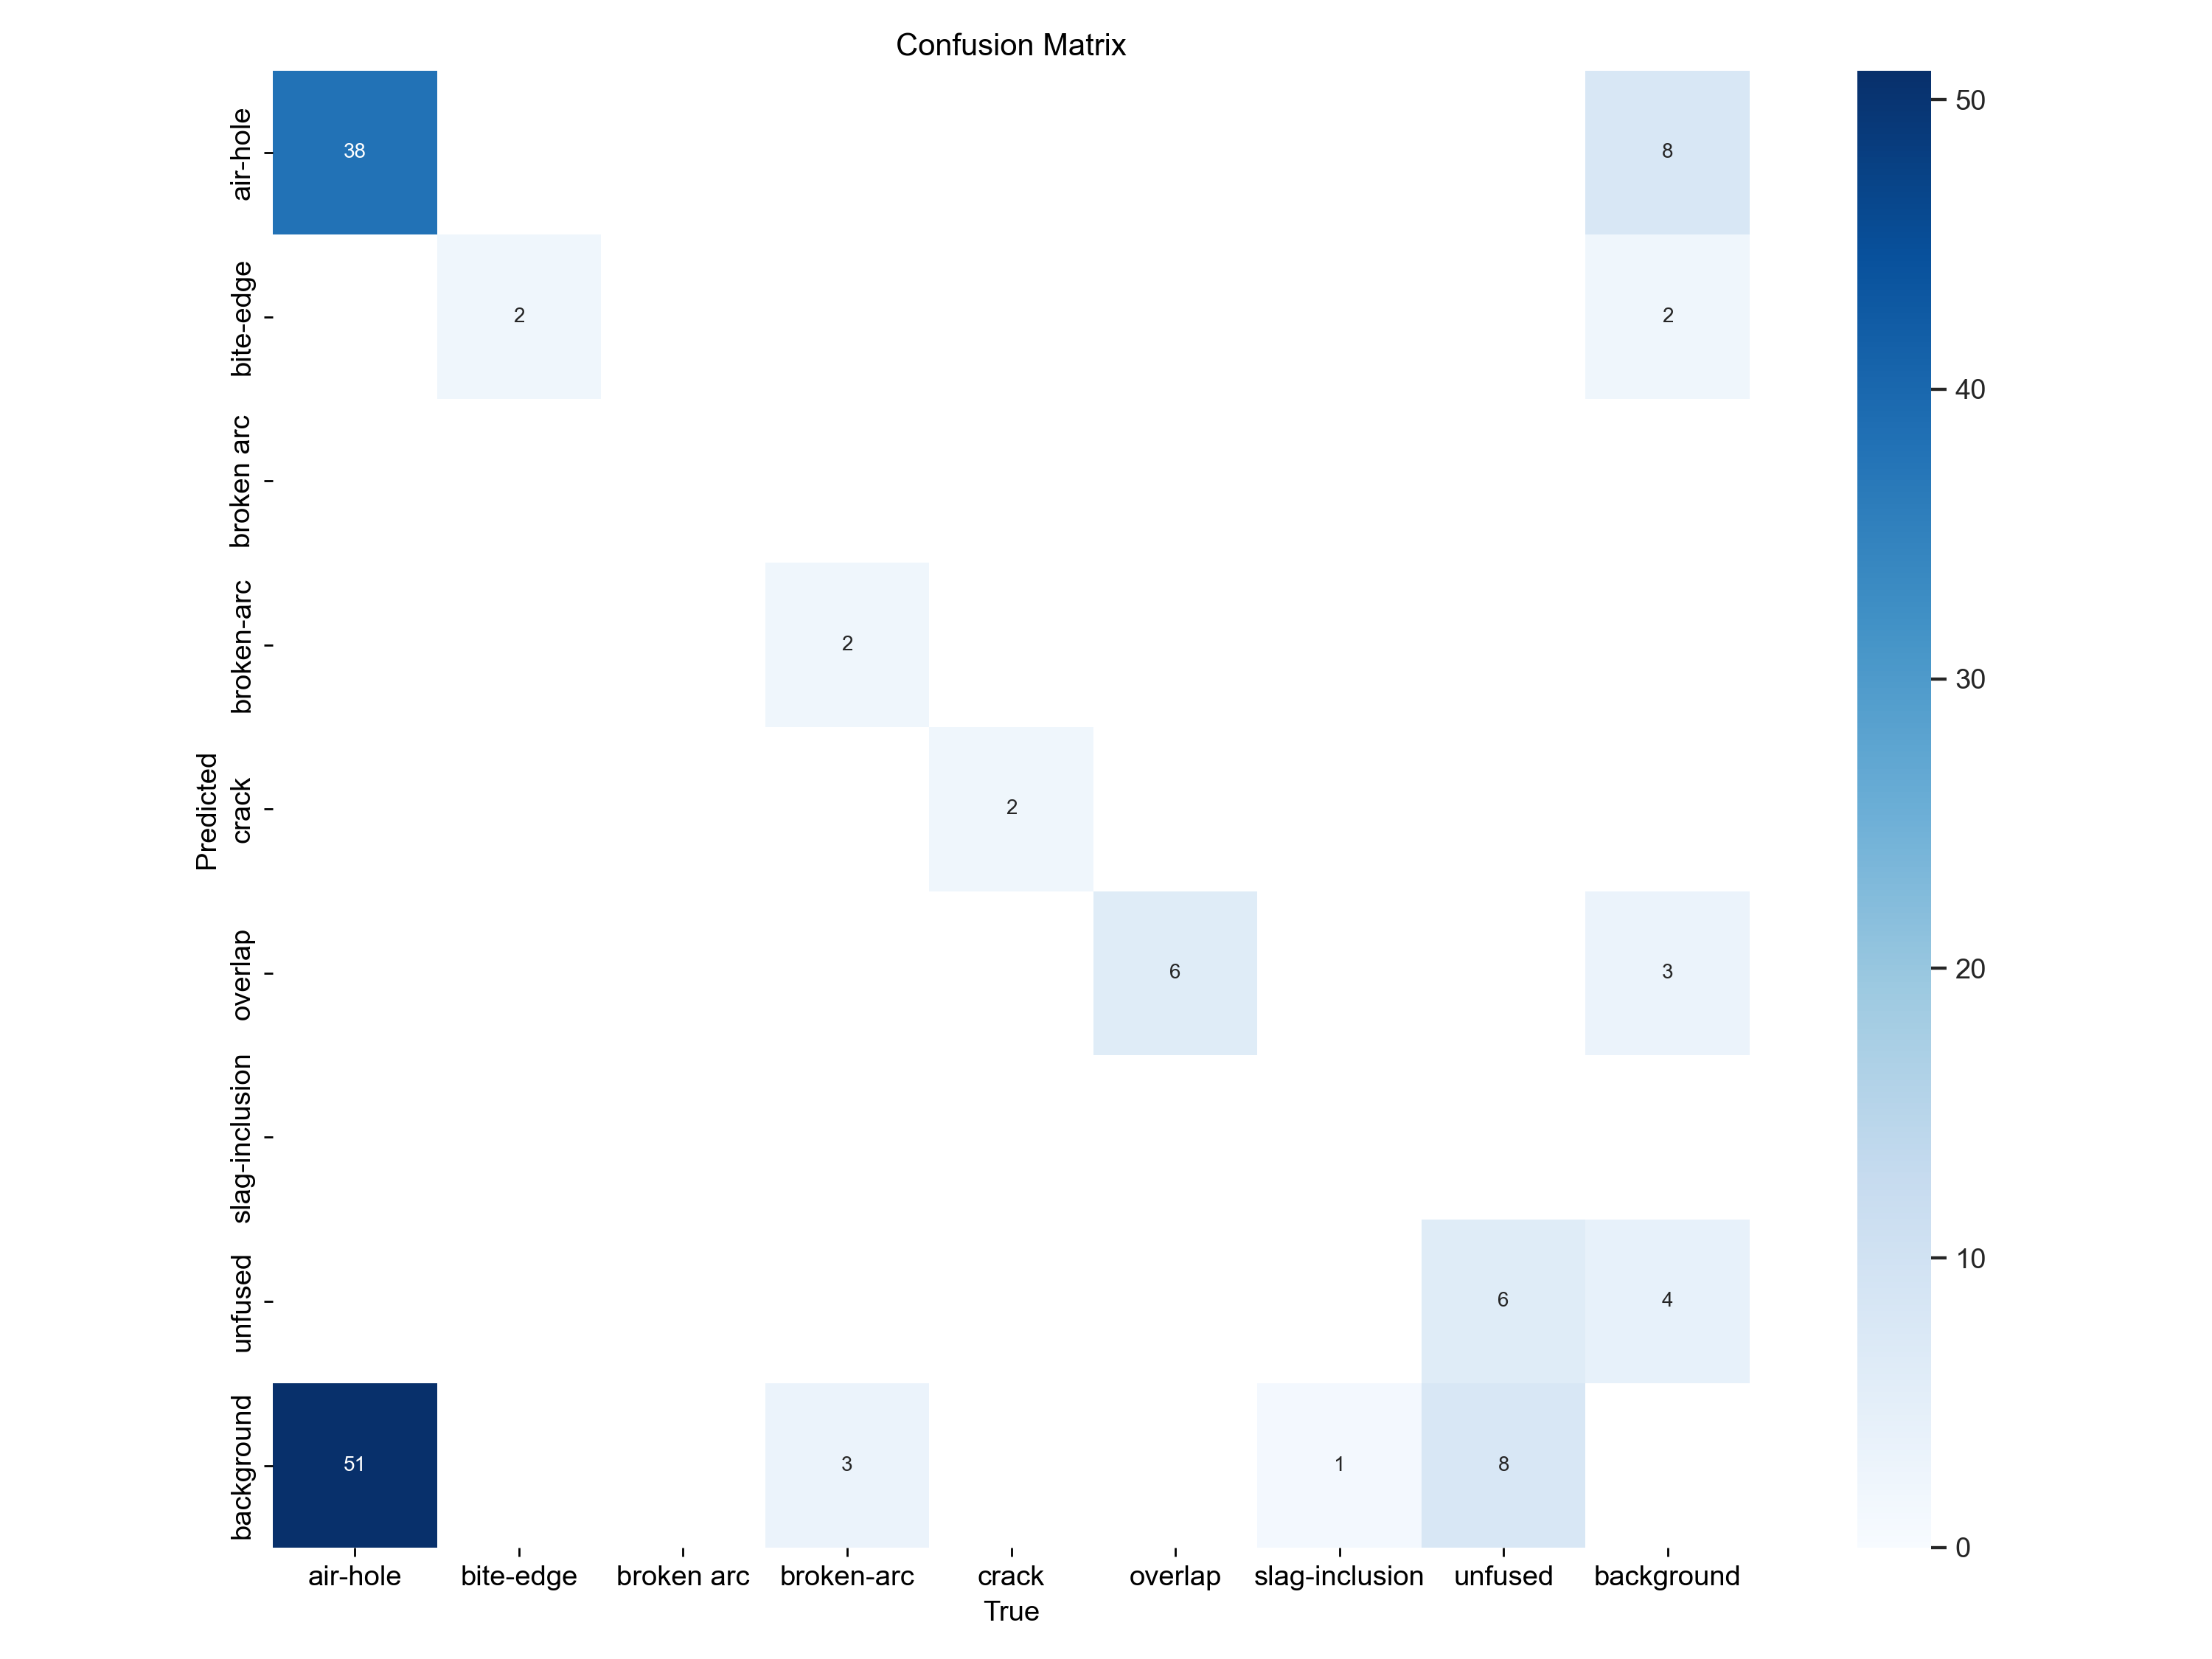 Confusion Matrix
air-hole
38
8
50
bite-edge
2
2
40
broken arc
broken-arc
2
30
Predicted
crack
2
overlap
6
3
20
slag-inclusion
unfused
6
4
10
background
51
3
1
8
0
air-hole bite-edge broken arc broken-arc crack overlap slag-inclusion unfused background
True